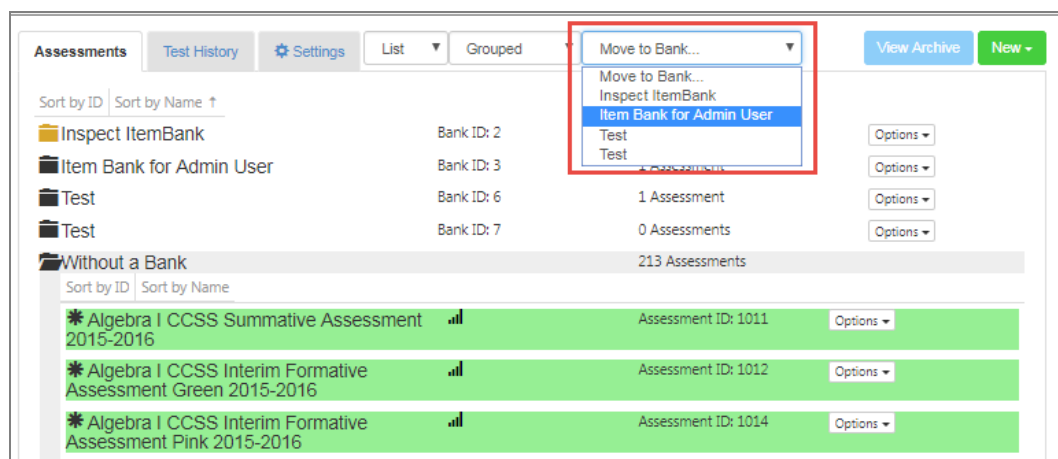 Assessments Test History Settings List Grouped Move to Bank... View Archive New
Move to Bank...
Inspect ItemBank
Item Bank for Admin User
Test
Test
Sort by ID Sort by Name ↑
Inspect ItemBank Bank ID: 2 Options
Item Bank for Admin User Bank ID: 3 1 Assessment Options
Test Bank ID: 6 1 Assessment Options
Test Bank ID: 7 0 Assessments Options
Without a Bank 213 Assessments
Sort by ID Sort by Name
Algebra I CCSS Summative Assessment Assessment ID: 1011 Options
2015-2016
Algebra I CCSS Interim Formative Assessment ID: 1012 Options
Assessment Green 2015-2016
Algebra I CCSS Interim Formative Assessment ID: 1014 Options
Assessment Pink 2015-2016